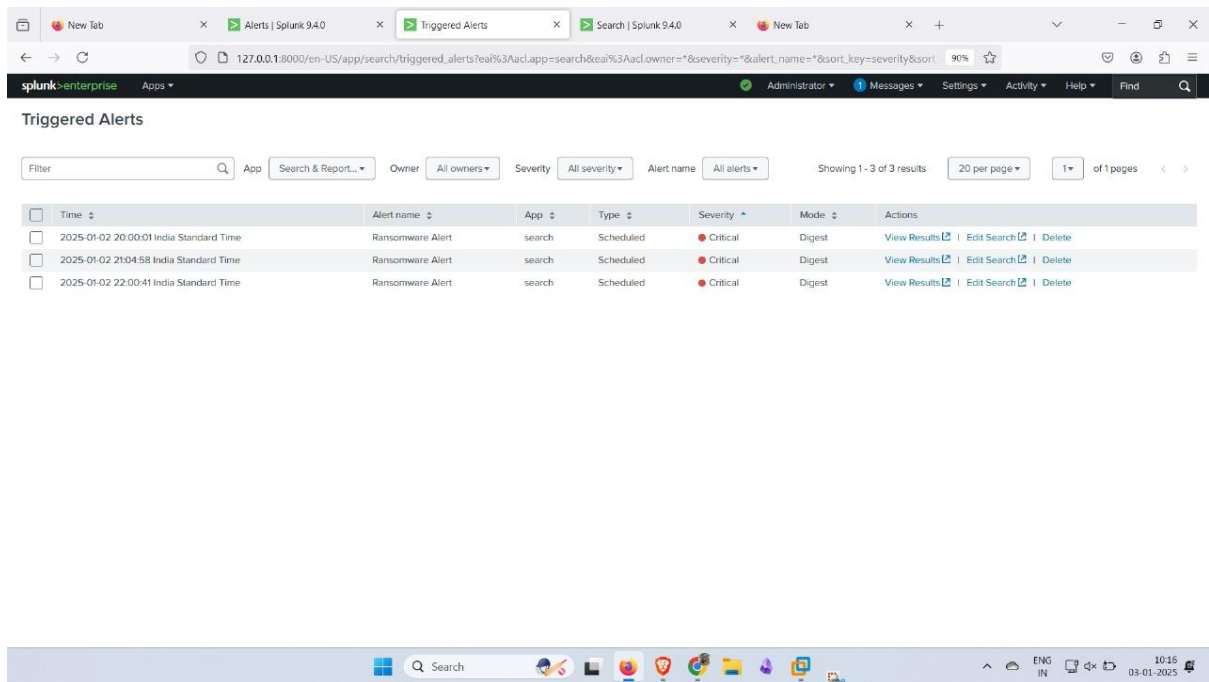 New Tab
Alerts | Splunk 9.4.0
Triggered Alerts
Search | Splunk 9.4.0
New Tab
127.0.0.1:8000/en-US/app/search/triggered_alerts?eai%3Aacl.app=search&eai%3Aacl.owner=*&severity=*&alert_name=*&sort_key=severity&sort_ 90%
splunk>enterprise Apps Administrator 1 Messages Settings Activity Help Find
Triggered Alerts
Filter App Search & Report... Owner All owners Severity All severity Alert name All alerts Showing 1 - 3 of 3 results 20 per page 1 of 1 pages
Time Alert name App Type Severity Mode Actions
2025-01-02 20:00:01 India Standard Time Ransomware Alert search Scheduled Critical Digest View Results | Edit Search | Delete
2025-01-02 21:04:58 India Standard Time Ransomware Alert search Scheduled Critical Digest View Results | Edit Search | Delete
2025-01-02 22:00:41 India Standard Time Ransomware Alert search Scheduled Critical Digest View Results | Edit Search | Delete
Search
ENG
IN
10:16
03-01-2025